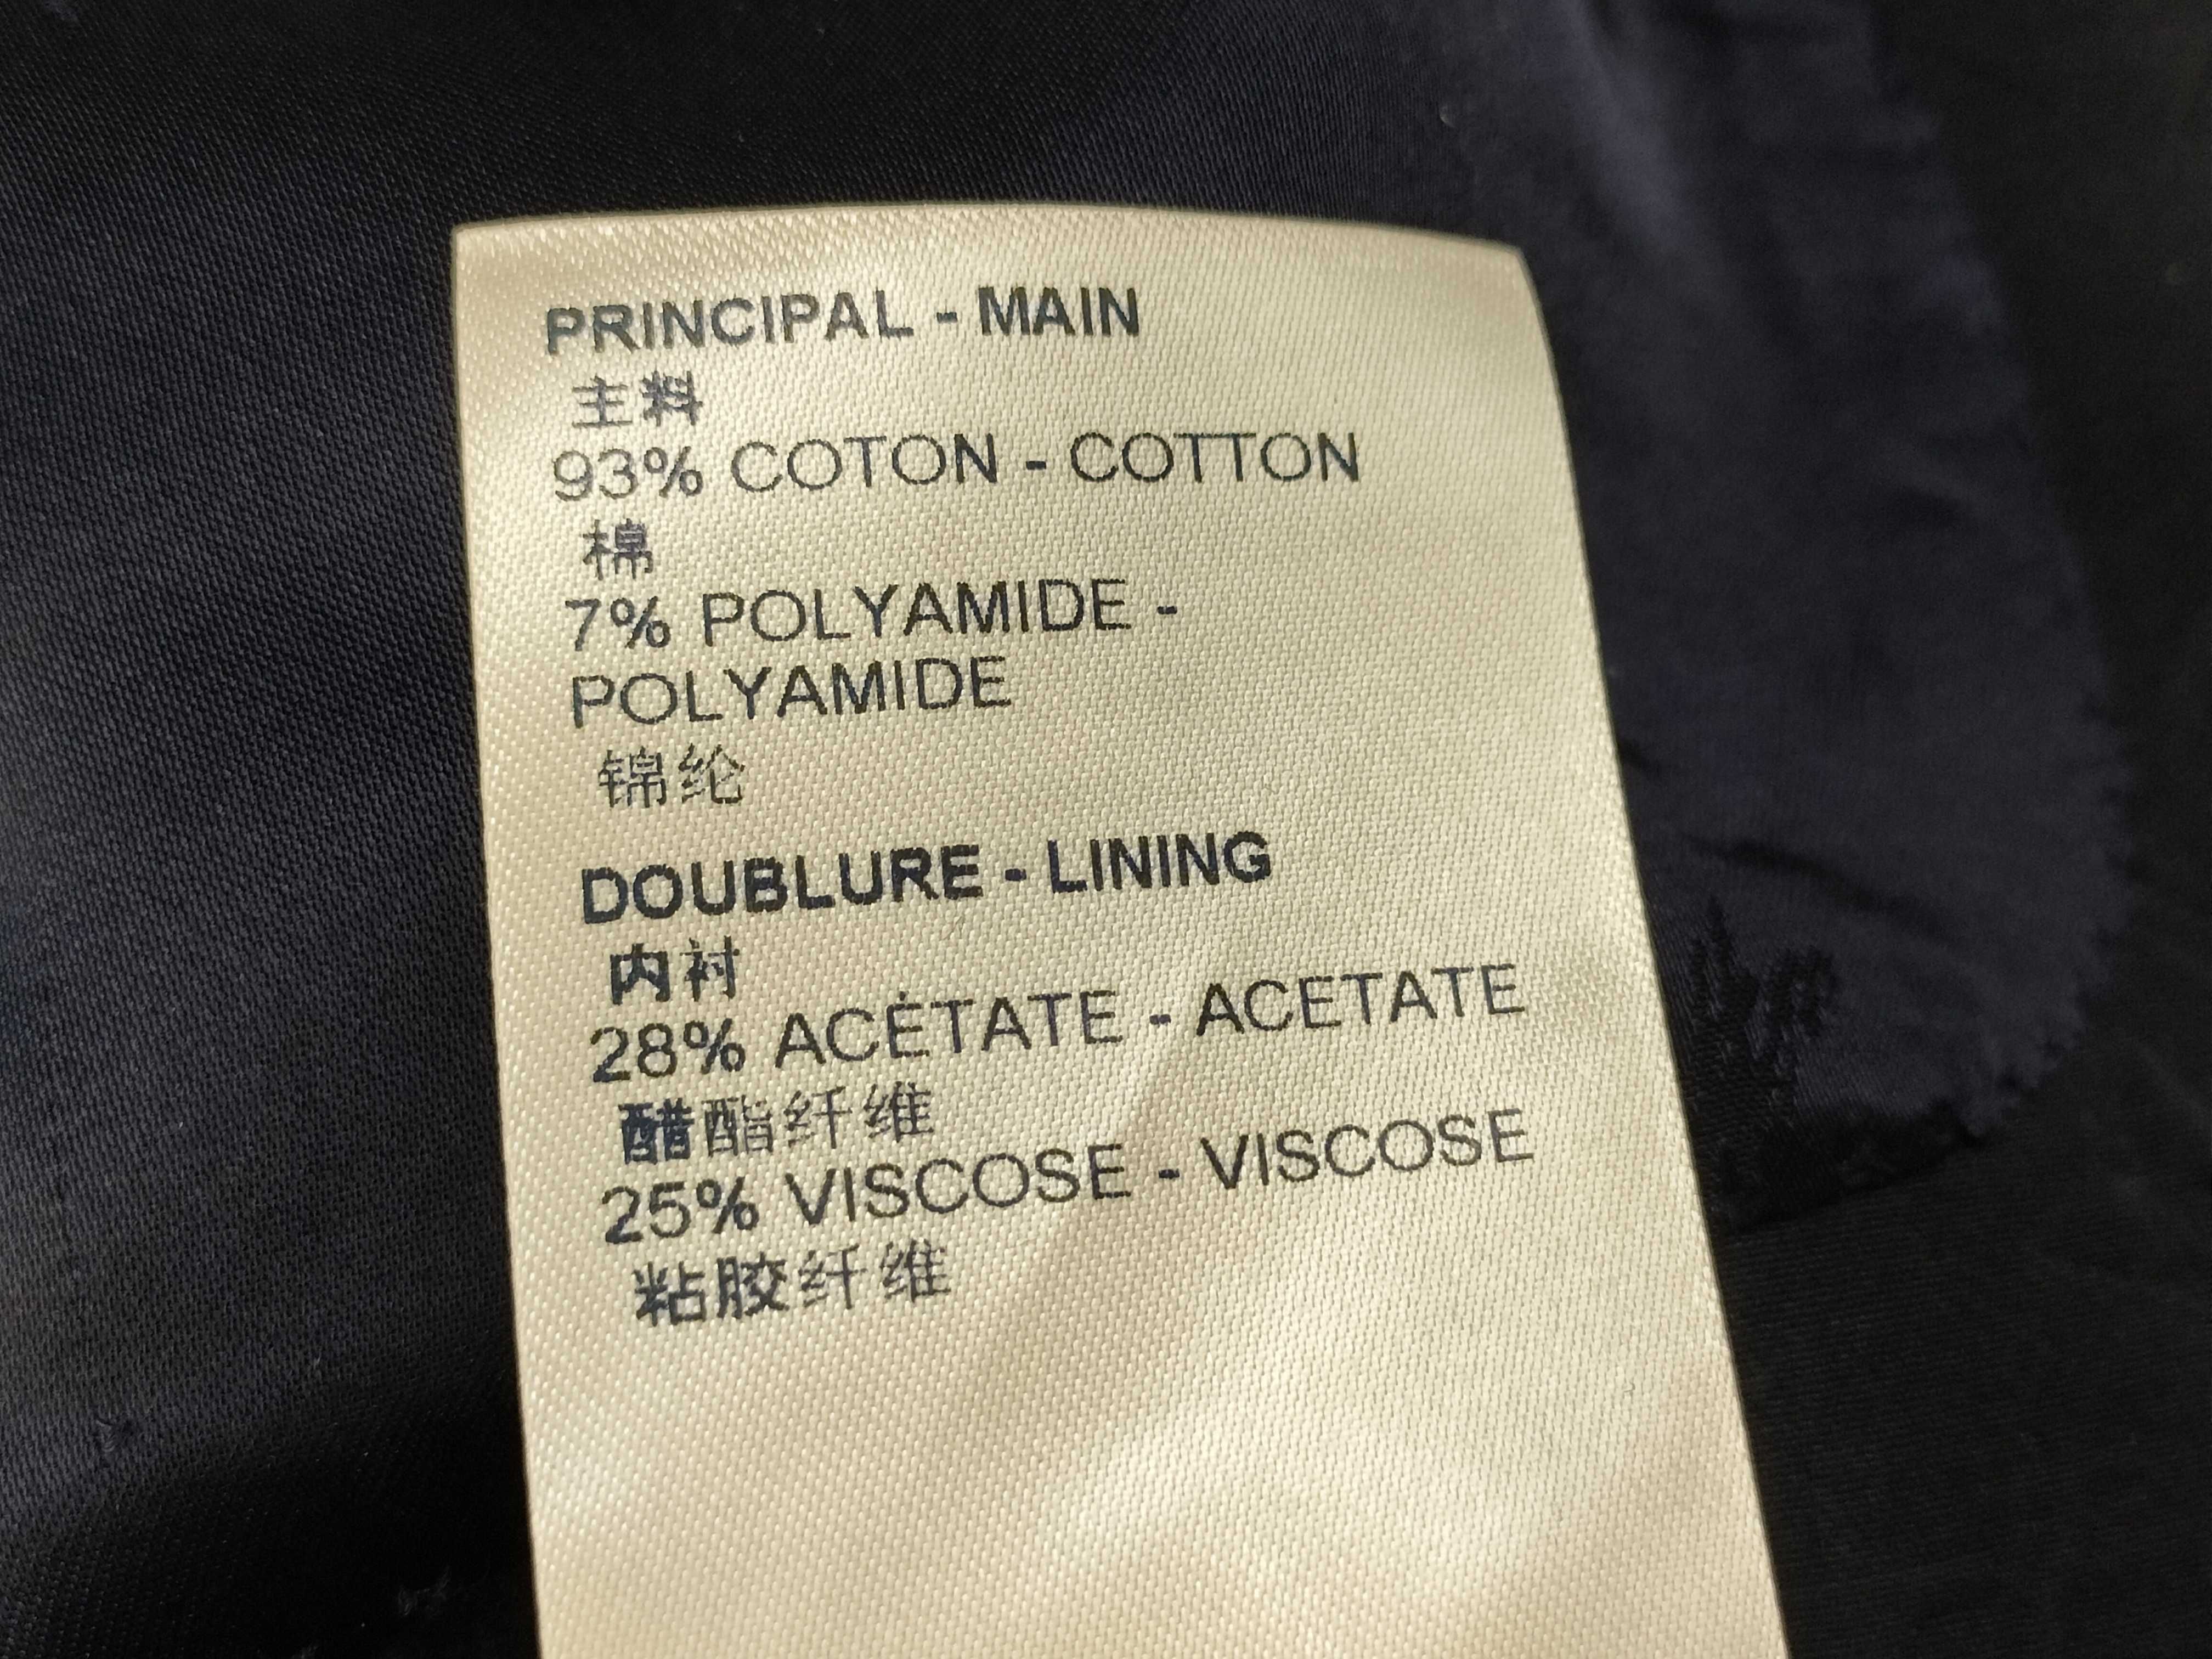 PRINCIPAL - MAIN
主料
93% COTON - COTTON
棉
7% POLYAMIDE -
POLYAMIDE
锦纶
DOUBLURE - LINING
内衬
28% ACÉTATE - ACETATE
醋酯纤维
25% VISCOSE - VISCOSE
粘胶纤维